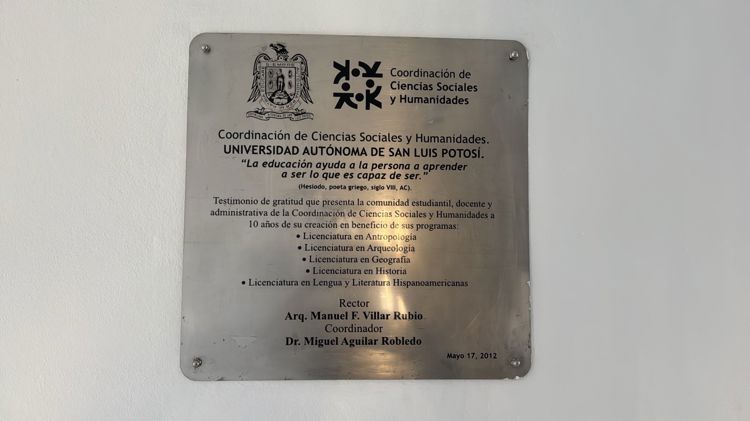 Coordinación de
Ciencias Sociales
y Humanidades
Coordinación de Ciencias Sociales y Humanidades.
UNIVERSIDAD AUTÓNOMA DE SAN LUIS POTOSÍ.
“La educación ayuda a la persona a aprender
a ser lo que es capaz de ser.”
(Hesiodo, poeta griego, siglo VIII, AC).
Testimonio de gratitud que presenta la comunidad estudiantil, docente y
administrativa de la Coordinación de Ciencias Sociales y Humanidades a
10 años de su creación en beneficio de sus programas:
• Licenciatura en Antropología
• Licenciatura en Arqueología
• Licenciatura en Geografía
• Licenciatura en Historia
• Licenciatura en Lengua y Literatura Hispanoamericanas
Rector
Arq. Manuel F. Villar Rubio
Coordinador
Dr. Miguel Aguilar Robledo
Mayo 17, 2012